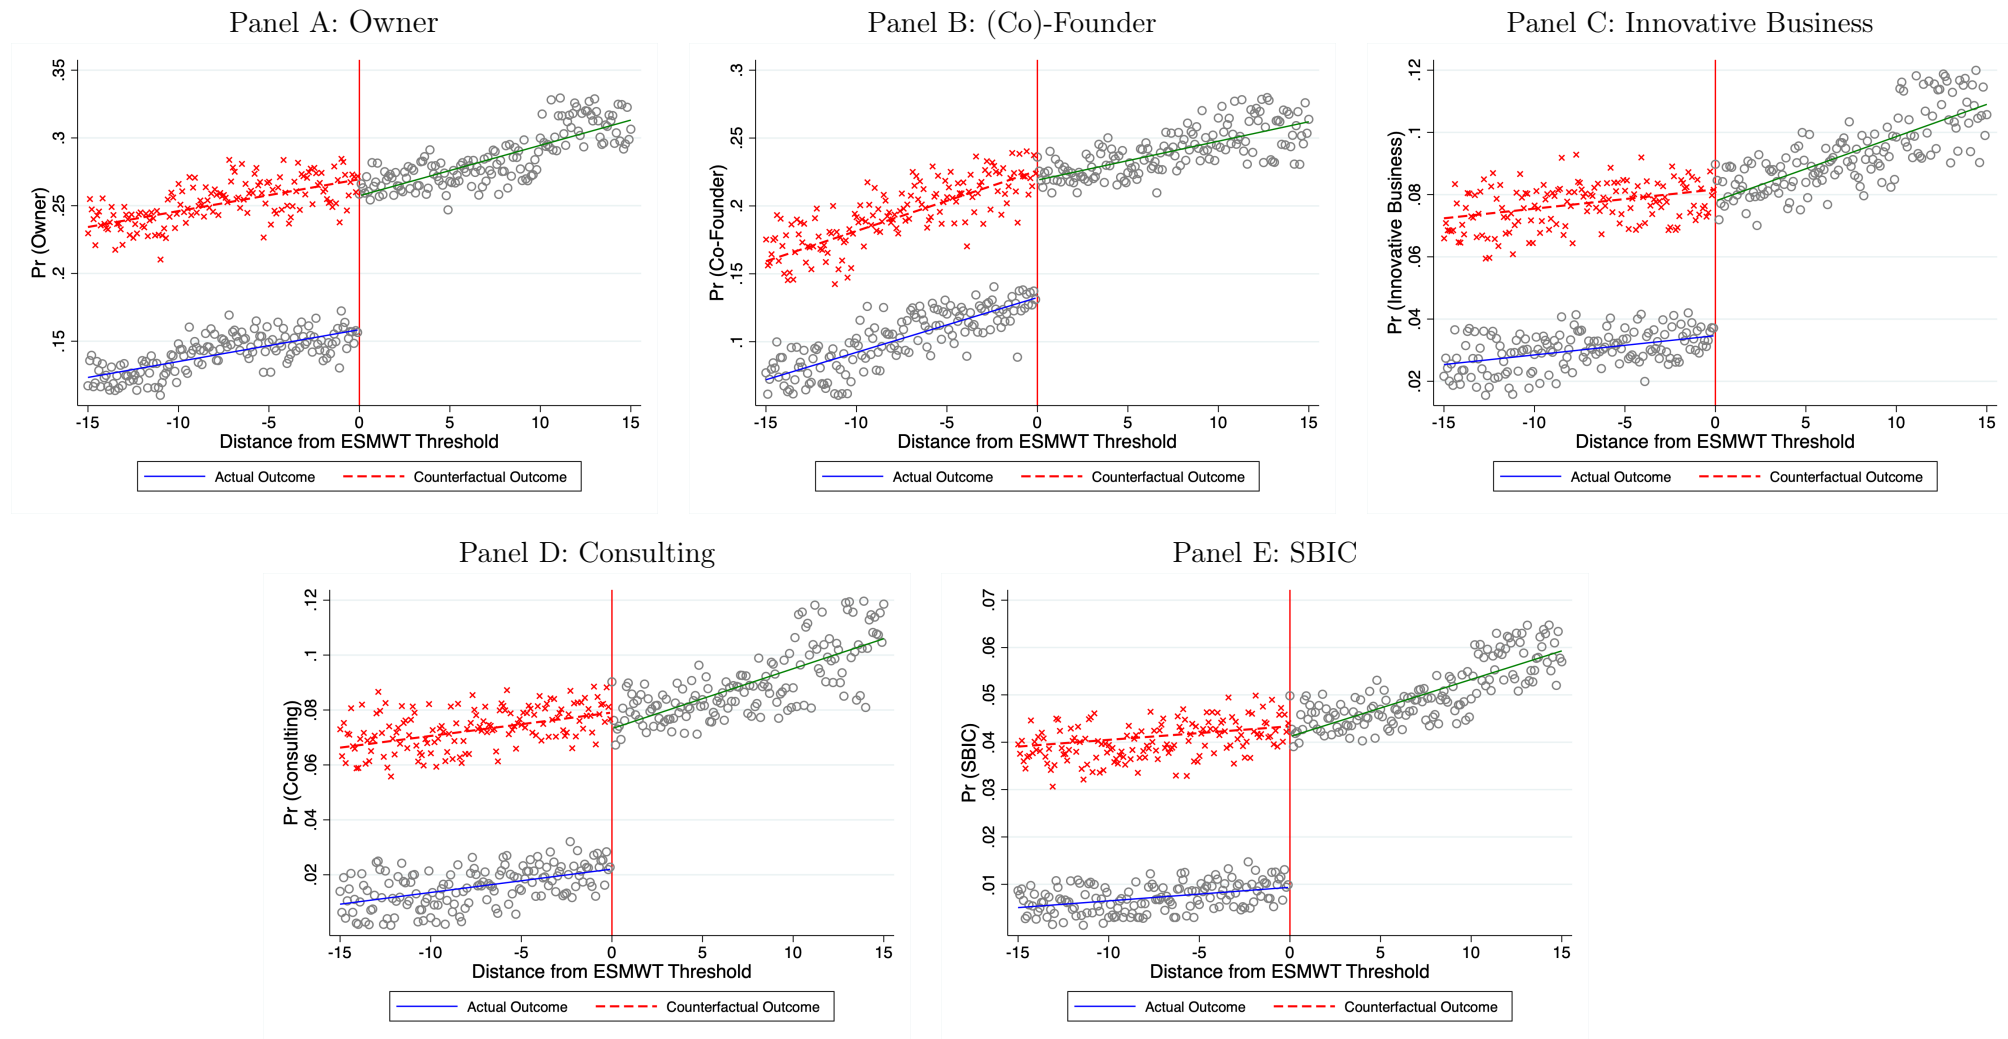 Panel A: Owner
Pr (Owner)
.35
.3
.25
.2
.15
-15 -10 -5 0 5 10 15
Distance from ESMWT Threshold
Actual Outcome Counterfactual Outcome
Panel B: (Co)-Founder
Pr (Co-Founder)
.3
.25
.2
.15
.1
-15 -10 -5 0 5 10 15
Distance from ESMWT Threshold
Actual Outcome Counterfactual Outcome
Panel C: Innovative Business
Pr (Innovative Business)
.12
.1
.08
.06
.04
.02
-15 -10 -5 0 5 10 15
Distance from ESMWT Threshold
Actual Outcome Counterfactual Outcome
Panel D: Consulting
Pr (Consulting)
.12
.1
.08
.06
.04
.02
-15 -10 -5 0 5 10 15
Distance from ESMWT Threshold
Actual Outcome Counterfactual Outcome
Panel E: SBIC
Pr (SBIC)
.07
.06
.05
.04
.03
.02
.01
-15 -10 -5 0 5 10 15
Distance from ESMWT Threshold
Actual Outcome Counterfactual Outcome